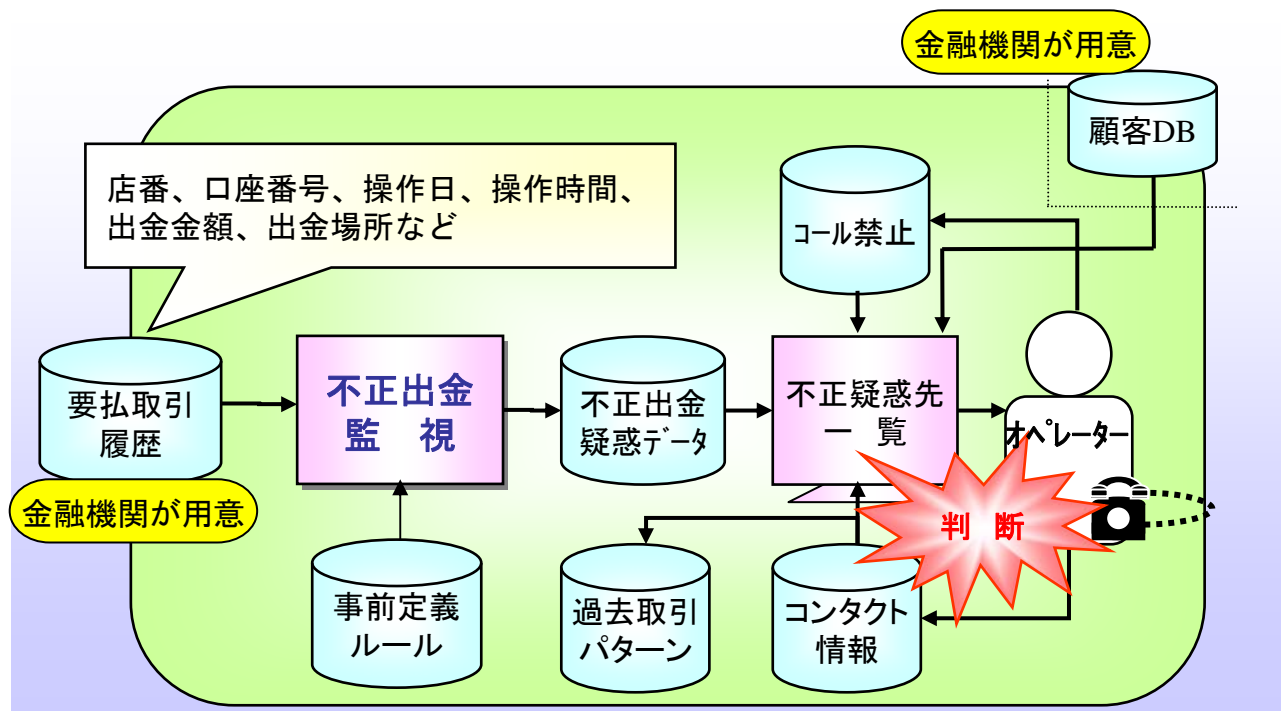 金融機関が用意
顧客DB
店番、口座番号、操作日、操作時間、
出金金額、出金場所など
ｺｰﾙ禁止
要払取引
履歴
不正出金
監　視
不正出金
疑惑ﾃﾞｰﾀ
不正疑惑先
一　覧
ｵﾍﾟﾚｰﾀｰ
金融機関が用意
判　断
事前定義
ルール
過去取引
パターン
コンタクト
情報